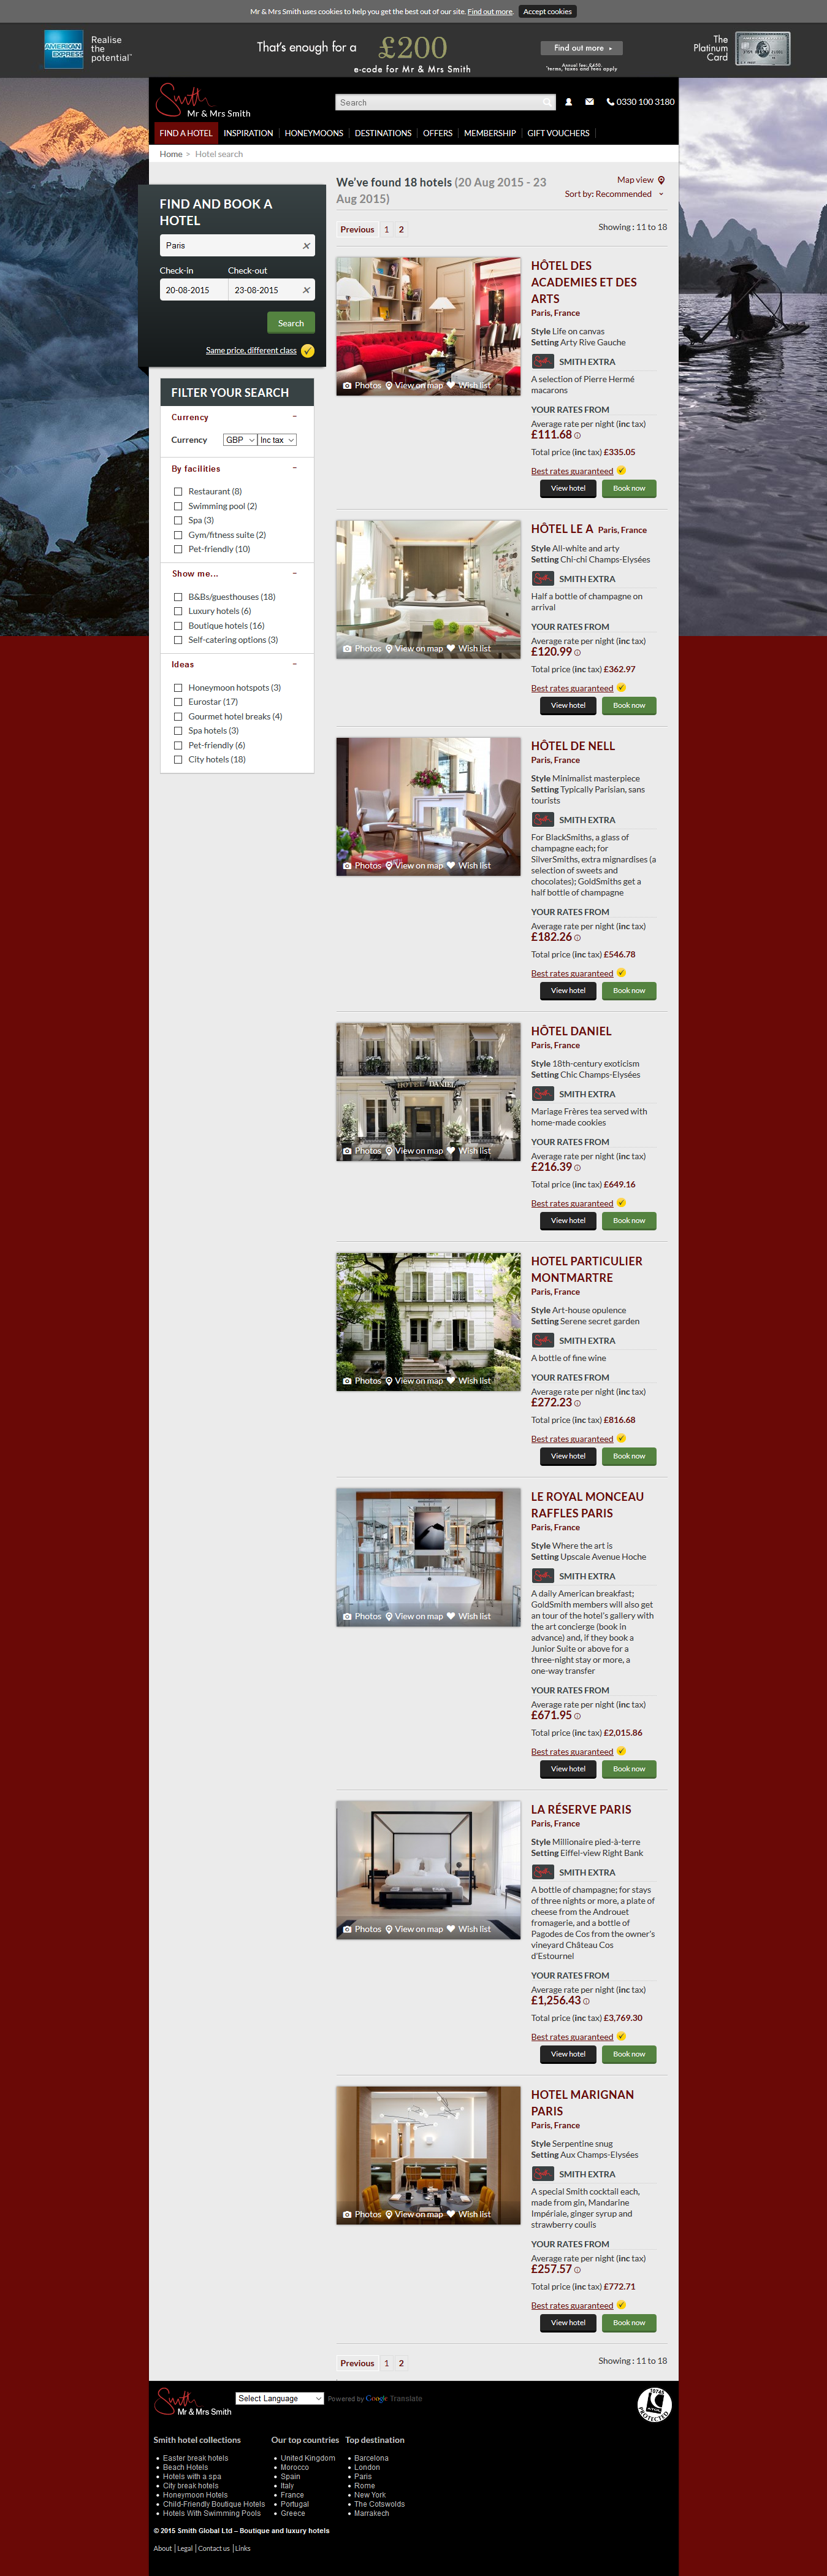 Mr & Mrs Smith uses cookies to help you get the best out of our site. Find out more. Accept cookies
AMERICAN EXPRESS
Realise the potential™
That's enough for a £200
e-code for Mr & Mrs Smith
Find out more
Annual fee: £450.
*terms, taxes and fees apply
The Platinum Card
Smith
Mr & Mrs Smith
Search
0330 100 3180
FIND A HOTEL INSPIRATION HONEYMOONS DESTINATIONS OFFERS MEMBERSHIP GIFT VOUCHERS
Home > Hotel search
FIND AND BOOK A
HOTEL
Paris
Check-in Check-out
20-08-2015 23-08-2015
Search
Same price, different class
FILTER YOUR SEARCH
Currency –
Currency GBP Inc tax
By facilities –
Restaurant (8)
Swimming pool (2)
Spa (3)
Gym/fitness suite (2)
Pet-friendly (10)
Show me... –
B&Bs/guesthouses (18)
Luxury hotels (6)
Boutique hotels (16)
Self-catering options (3)
Ideas –
Honeymoon hotspots (3)
Eurostar (17)
Gourmet hotel breaks (4)
Spa hotels (3)
Pet-friendly (6)
City hotels (18)
We've found 18 hotels (20 Aug 2015 - 23
Aug 2015)
Map view
Sort by: Recommended
Previous 1 2
Showing : 11 to 18
Photos View on map Wish list
HÔTEL DES
ACADEMIES ET DES
ARTS
Paris, France
Style Life on canvas
Setting Arty Rive Gauche
SMITH EXTRA
A selection of Pierre Hermé
macarons
YOUR RATES FROM
Average rate per night (inc tax)
£111.68
Total price (inc tax) £335.05
Best rates guaranteed
View hotel Book now
Photos View on map Wish list
HÔTEL LE A Paris, France
Style All-white and arty
Setting Chi-chi Champs-Elysées
SMITH EXTRA
Half a bottle of champagne on
arrival
YOUR RATES FROM
Average rate per night (inc tax)
£120.99
Total price (inc tax) £362.97
Best rates guaranteed
View hotel Book now
Photos View on map Wish list
HÔTEL DE NELL
Paris, France
Style Minimalist masterpiece
Setting Typically Parisian, sans
tourists
SMITH EXTRA
For BlackSmiths, a glass of
champagne each; for
SilverSmiths, extra mignardises (a
selection of sweets and
chocolates); GoldSmiths get a
half bottle of champagne
YOUR RATES FROM
Average rate per night (inc tax)
£182.26
Total price (inc tax) £546.78
Best rates guaranteed
View hotel Book now
HOTEL DANIEL
Photos View on map Wish list
HÔTEL DANIEL
Paris, France
Style 18th-century exoticism
Setting Chic Champs-Elysées
SMITH EXTRA
Mariage Frères tea served with
home-made cookies
YOUR RATES FROM
Average rate per night (inc tax)
£216.39
Total price (inc tax) £649.16
Best rates guaranteed
View hotel Book now
Photos View on map Wish list
HOTEL PARTICULIER
MONTMARTRE
Paris, France
Style Art-house opulence
Setting Serene secret garden
SMITH EXTRA
A bottle of fine wine
YOUR RATES FROM
Average rate per night (inc tax)
£272.23
Total price (inc tax) £816.68
Best rates guaranteed
View hotel Book now
Photos View on map Wish list
LE ROYAL MONCEAU
RAFFLES PARIS
Paris, France
Style Where the art is
Setting Upscale Avenue Hoche
SMITH EXTRA
A daily American breakfast;
GoldSmith members will also get
an tour of the hotel's gallery with
the art concierge (book in
advance) and, if they book a
Junior Suite or above for a
three-night stay or more, a
one-way transfer
YOUR RATES FROM
Average rate per night (inc tax)
£671.95
Total price (inc tax) £2,015.86
Best rates guaranteed
View hotel Book now
Photos View on map Wish list
LA RÉSERVE PARIS
Paris, France
Style Millionaire pied-à-terre
Setting Eiffel-view Right Bank
SMITH EXTRA
A bottle of champagne; for stays
of three nights or more, a plate of
cheese from the Androuet
fromagerie, and a bottle of
Pagodes de Cos from the owner's
vineyard Château Cos
d'Estournel
YOUR RATES FROM
Average rate per night (inc tax)
£1,256.43
Total price (inc tax) £3,769.30
Best rates guaranteed
View hotel Book now
Photos View on map Wish list
HOTEL MARIGNAN
PARIS
Paris, France
Style Serpentine snug
Setting Aux Champs-Elysées
SMITH EXTRA
A special Smith cocktail each,
made from gin, Mandarine
Impériale, ginger syrup and
strawberry coulis
YOUR RATES FROM
Average rate per night (inc tax)
£257.57
Total price (inc tax) £772.71
Best rates guaranteed
View hotel Book now
Previous 1 2
Showing : 11 to 18
Smith
Mr & Mrs Smith
Select Language Powered by Google Translate
PROTECTED
Smith hotel collections
Easter break hotels
Beach Hotels
Hotels with a spa
City break hotels
Honeymoon Hotels
Child-Friendly Boutique Hotels
Hotels With Swimming Pools
Our top countries
United Kingdom
Morocco
Spain
Italy
France
Portugal
Greece
Top destination
Barcelona
London
Paris
Rome
New York
The Cotswolds
Marrakech
© 2015 Smith Global Ltd – Boutique and luxury hotels
About | Legal | Contact us | Links